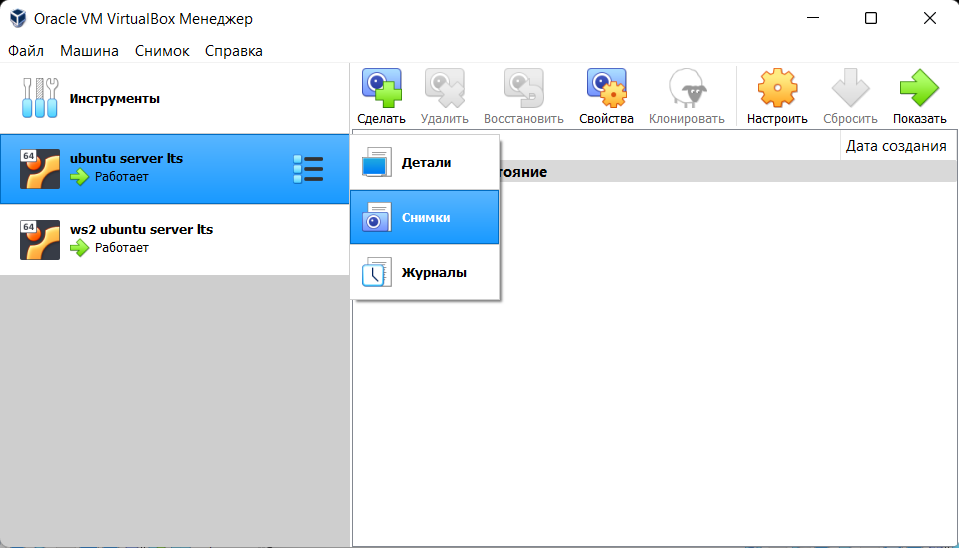 Oracle VM VirtualBox Менеджер
Файл Машина Снимок Справка
Инструменты
Сделать Удалить Восстановить Свойства Клонировать Настроить Сбросить Показать
64
ubuntu server lts
Работает
64
ws2 ubuntu server lts
Работает
Детали
Снимки
Журналы
Дата создания
тояние